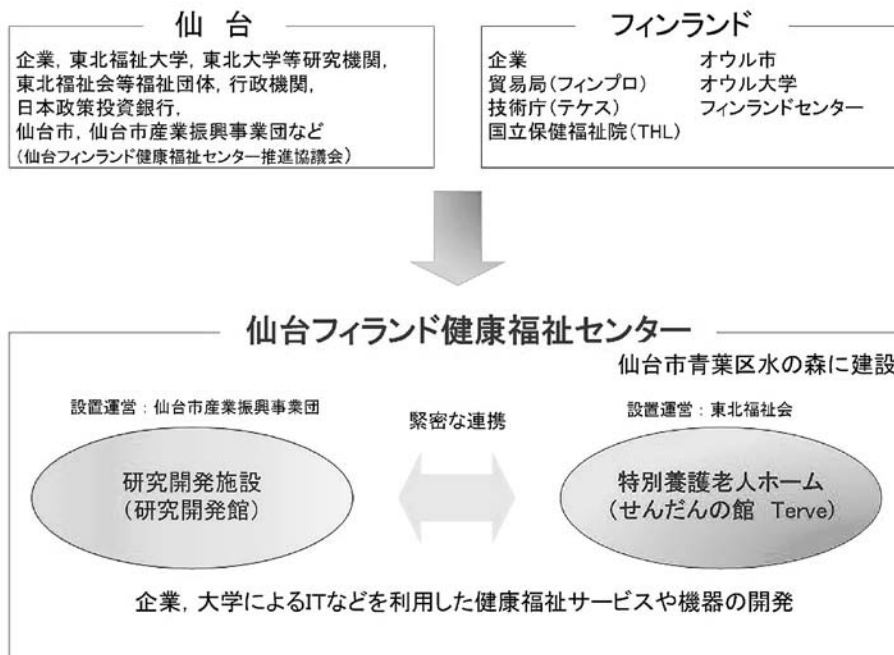 仙 台
企業, 東北福祉大学, 東北大学等研究機関,
東北福祉会等福祉団体, 行政機関,
日本政策投資銀行,
仙台市, 仙台市産業振興事業団など
(仙台フィンランド健康福祉センター推進協議会)
フィンランド
企業
貿易局(フィンプロ)
技術庁(テケス)
国立保健福祉院(THL)
オウル市
オウル大学
フィンランドセンター
仙台フィランド健康福祉センター
仙台市青葉区水の森に建設
設置運営:仙台市産業振興事業団
研究開発施設
(研究開発館)
緊密な連携
設置運営:東北福祉会
特別養護老人ホーム
(せんだんの館 Terve)
企業, 大学によるITなどを利用した健康福祉サービスや機器の開発